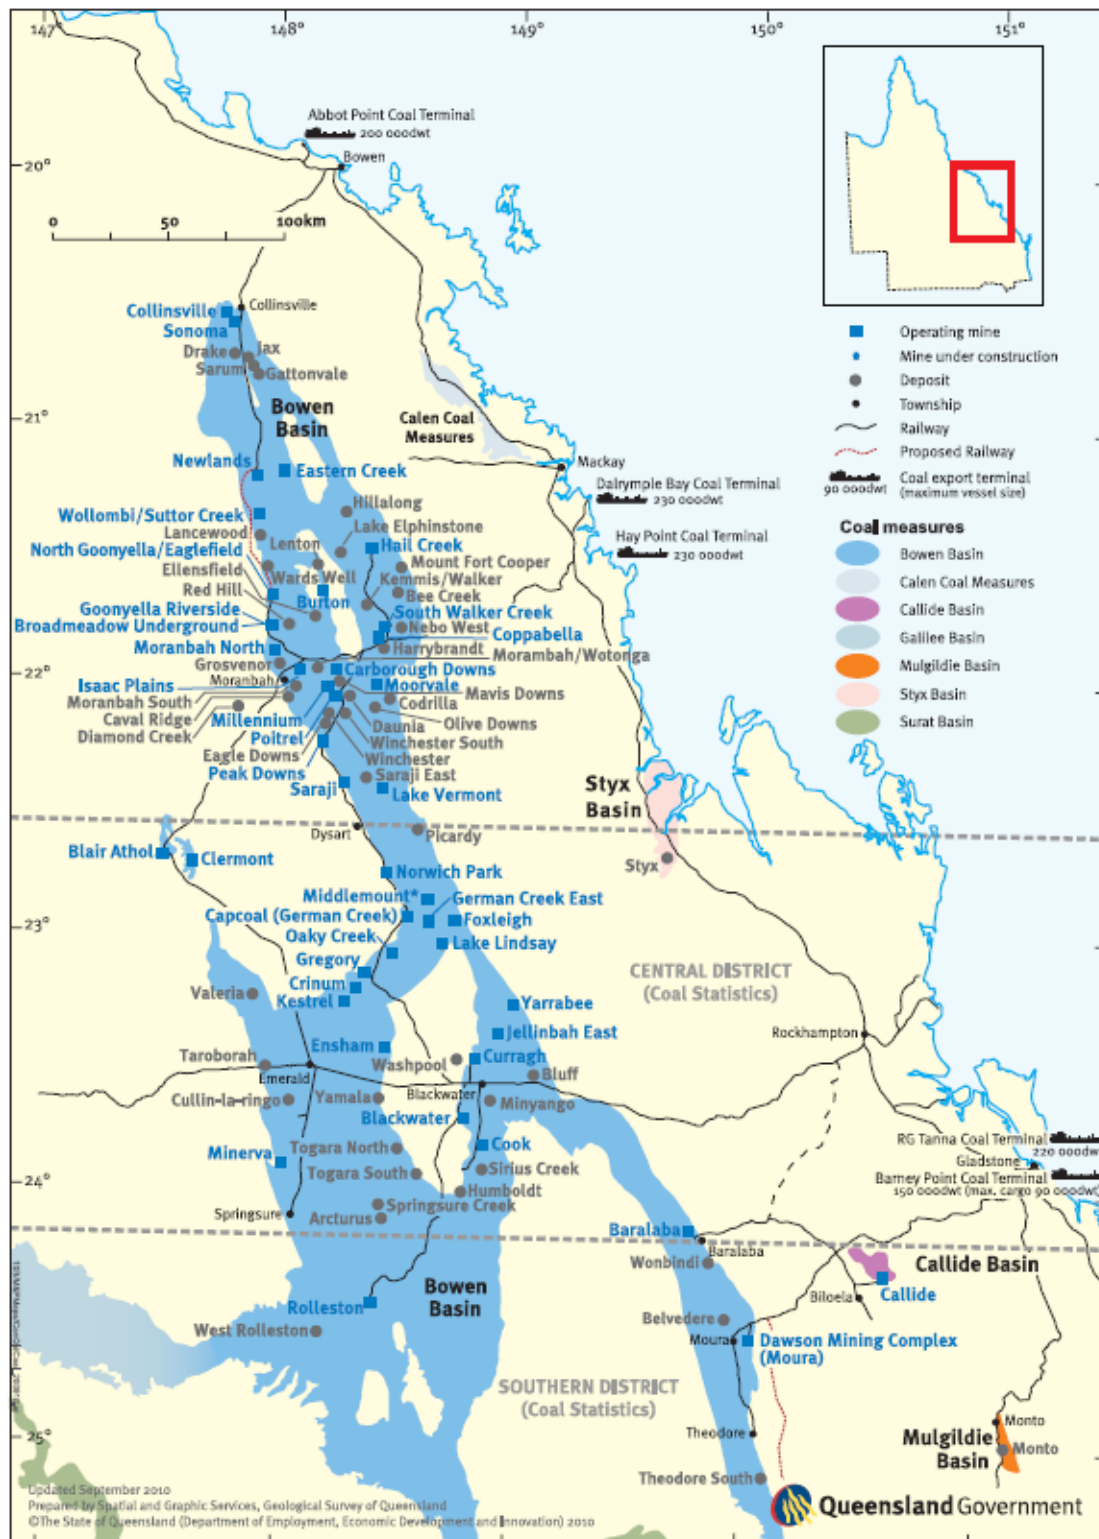 147°
148°
149°
150°
151°
Abbot Point Coal Terminal
200 000dwt
Bowen
20°
0
50
100km
Collinsville
Collinsville
Sonoma
Drake
Jax
Sarum
Gattonvale
Bowen
Basin
21°
Calen Coal
Measures
Newlands
Eastern Creek
Mackay
Dalrymple Bay Coal Terminal
230 000dwt
Hillalong
Wollombi/Suttor Creek
Lancewood
Lake Elphinstone
Hay Point Coal Terminal
230 000dwt
North Goonyella/Eaglefield
Lenton
Hail Creek
Ellensfield
Wards Well
Mount Fort Cooper
Red Hill
Burton
Kemmis/Walker
Bee Creek
Goonyella Riverside
South Walker Creek
Broadmeadow Underground
Nebo West
Coppabella
Moranbah North
Harrybrandt
Grosvenor
Morambah/Wotonga
22°
Moranbah
Carborough Downs
Isaac Plains
Moorvale
Moranbah South
Mavis Downs
Caval Ridge
Millennium
Codrilla
Diamond Creek
Poitrel
Daunia
Olive Downs
Eagle Downs
Winchester South
Peak Downs
Winchester
Saraji
Saraji East
Lake Vermont
Styx
Basin
Dysart
Picardy
Blair Athol
Clermont
Styx
Norwich Park
Middlemount*
German Creek East
Capcoal (German Creek)
Foxleigh
23°
Oaky Creek
Lake Lindsay
Gregory
CENTRAL DISTRICT
(Coal Statistics)
Crinum
Valeria
Kestrel
Yarrabee
Jellinbah East
Rockhampton
Ensham
Taroborah
Washpool
Curragh
Emerald
Bluff
Cullin-la-ringo
Yamala
Blackwater
Minyango
Blackwater
Minerva
Togara North
Cook
RG Tanna Coal Terminal
220 000dwt
Gladstone
Togara South
Sirius Creek
Barney Point Coal Terminal
150 000dwt (max. cargo 90 000dwt)
24°
Humboldt
Springsure
Springsure Creek
Arcturus
Baralaba
Baralaba
Wonbindi
Callide Basin
Bowen
Basin
Callide
Rolleston
Biloela
West Rolleston
Belvedere
Moura
Dawson Mining Complex
(Moura)
SOUTHERN DISTRICT
(Coal Statistics)
25°
Theodore
Monto
Mulgildie
Basin
Monto
Theodore South
Updated September 2010
Prepared by Spatial and Graphic Services, Geological Survey of Queensland
©The State of Queensland (Department of Employment, Economic Development and Innovation) 2010
Queensland Government
Operating mine
Mine under construction
Deposit
Township
Railway
Proposed Railway
Coal export terminal
90 000dwt
(maximum vessel size)
Coal measures
Bowen Basin
Calen Coal Measures
Callide Basin
Galilee Basin
Mulgildie Basin
Styx Basin
Surat Basin